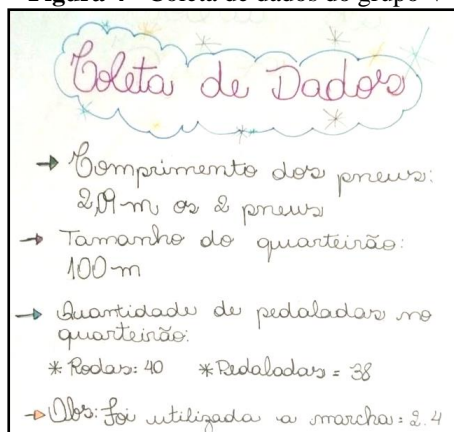 Figura 4 - Coleta de dados do grupo
Coleta de Dados
→ Comprimento dos pneus:
2,09 m os 2 pneus
→ Tamanho do quarteirão:
100 m
→ Quantidade de pedaladas no
quarteirão:
* Rodas: 40 * Pedaladas = 38
→ Obs: Foi utilizada a marcha: 2.4